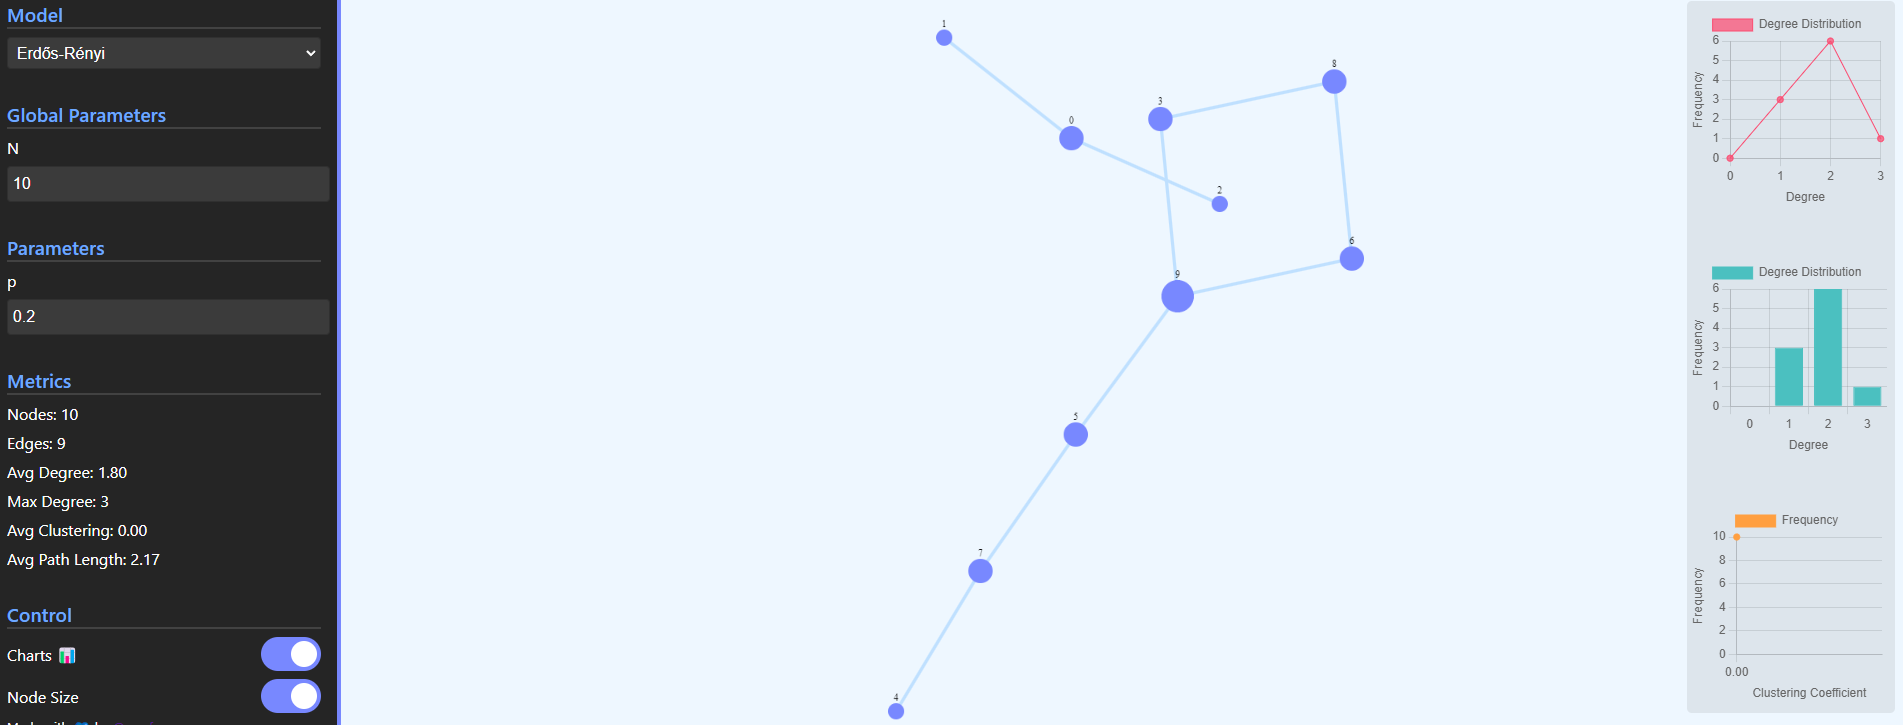 Model
Erdős-Rényi
Global Parameters
N
10
Parameters
p
0.2
Metrics
Nodes: 10
Edges: 9
Avg Degree: 1.80
Max Degree: 3
Avg Clustering: 0.00
Avg Path Length: 2.17
Control
Charts
Node Size
1
8
3
0
2
6
9
5
7
4
Degree Distribution
6
5
4
3
2
1
0
Frequency
0 1 2 3
Degree
Degree Distribution
6
5
4
3
2
1
0
Frequency
0 1 2 3
Degree
Frequency
10
8
6
4
2
0
Frequency
0.00
Clustering Coefficient